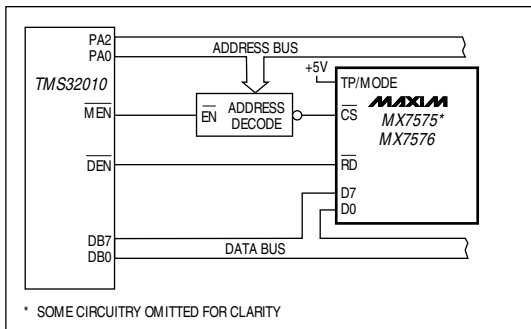 PA2
PA0
ADDRESS BUS
+5V
TMS32010
TP/MODE
MEN
EN
ADDRESS
DECODE
CS
MAXIM
MX7575*
MX7576
DEN
RD
D7
D0
DB7
DB0
DATA BUS
* SOME CIRCUITRY OMITTED FOR CLARITY